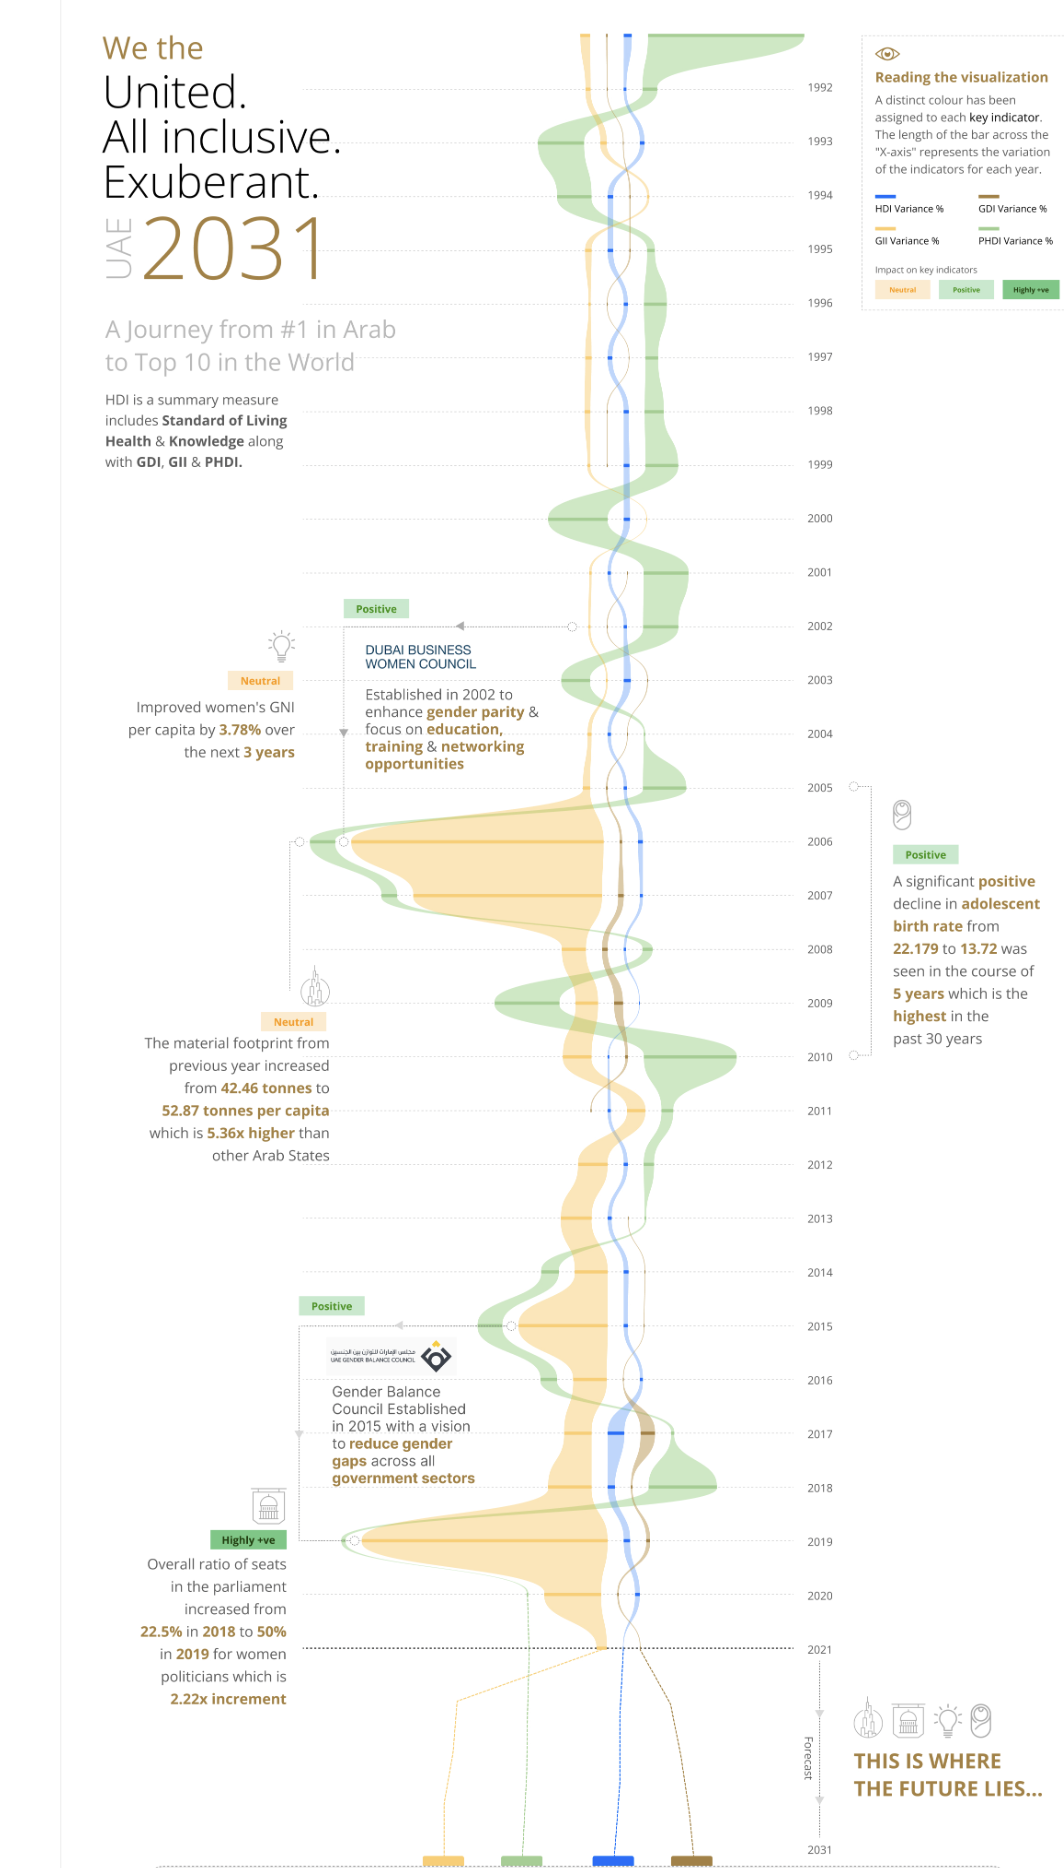 We the
United.
All inclusive.
Exuberant.
UAE 2031
A Journey from #1 in Arab
to Top 10 in the World
HDI is a summary measure
includes Standard of Living
Health & Knowledge along
with GDI, GII & PHDI.
Reading the visualization
A distinct colour has been
assigned to each key indicator.
The length of the bar across the
"X-axis" represents the variation
of the indicators for each year.
HDI Variance %
GDI Variance %
GII Variance %
PHDI Variance %
Impact on key indicators
Neutral
Positive
Highly +ve
1992
1993
1994
1995
1996
1997
1998
1999
2000
2001
2002
2003
2004
2005
2006
2007
2008
2009
2010
2011
2012
2013
2014
2015
2016
2017
2018
2019
2020
2021
Forecast
2031
Positive
DUBAI BUSINESS
WOMEN COUNCIL
Established in 2002 to
enhance gender parity &
focus on education,
training & networking
opportunities
Neutral
Improved women's GNI
per capita by 3.78% over
the next 3 years
Positive
A significant positive
decline in adolescent
birth rate from
22.179 to 13.72 was
seen in the course of
5 years which is the
highest in the
past 30 years
Neutral
The material footprint from
previous year increased
from 42.46 tonnes to
52.87 tonnes per capita
which is 5.36x higher than
other Arab States
Positive
مجلس الإمارات للتوازن بين الجنسين
UAE GENDER BALANCE COUNCIL
Gender Balance
Council Established
in 2015 with a vision
to reduce gender
gaps across all
government sectors
Highly +ve
Overall ratio of seats
in the parliament
increased from
22.5% in 2018 to 50%
in 2019 for women
politicians which is
2.22x increment
THIS IS WHERE
THE FUTURE LIES...